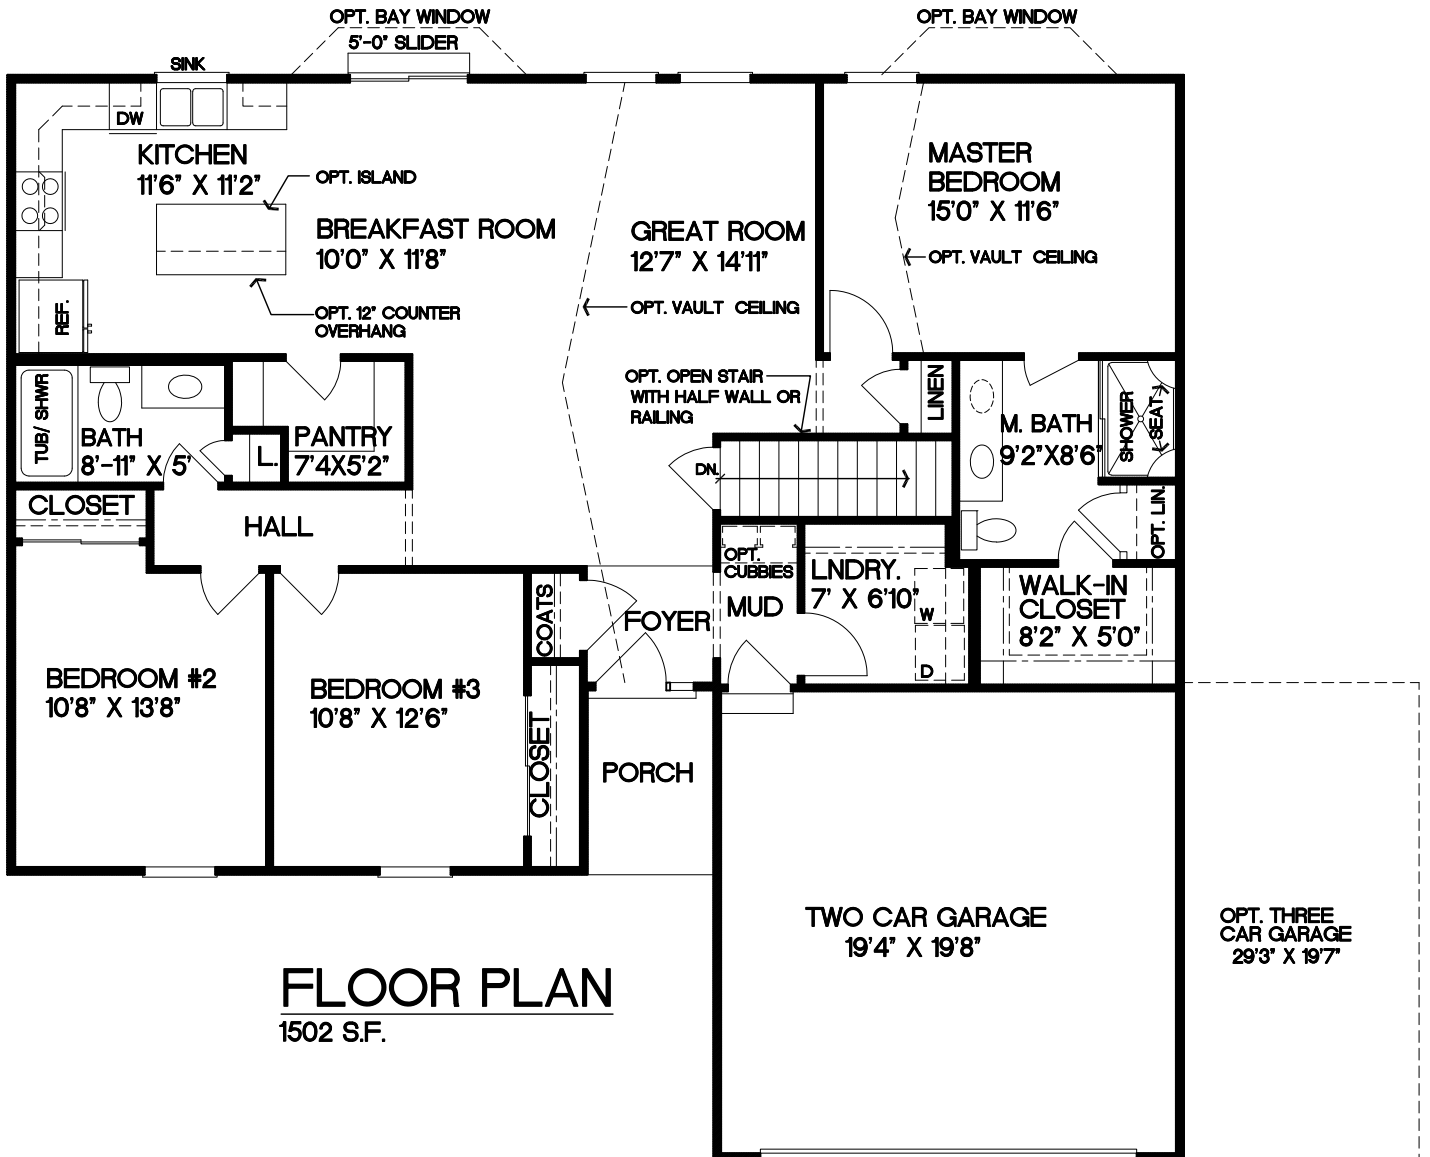 OPT. BAY WINDOW
5'-0" SLIDER
OPT. BAY WINDOW
SINK
DW
KITCHEN
11'6" X 11'2"
OPT. ISLAND
BREAKFAST ROOM
10'0" X 11'8"
OPT. 12" COUNTER
OVERHANG
REF.
GREAT ROOM
12'7" X 14'11"
OPT. VAULT CEILING
MASTER
BEDROOM
15'0" X 11'6"
OPT. VAULT CEILING
OPT. OPEN STAIR
WITH HALF WALL OR
RAILING
LINEN
M. BATH
9'2"X8'6"
SHOWER
SEAT
OPT. LIN.
TUB/ SHWR
BATH
8'-11" X 5'
L.
PANTRY
7'4X5'2"
DN.
CLOSET
HALL
OPT.
CUBBIES
MUD
LNDRY.
7' X 6'10"
W
D
WALK-IN
CLOSET
8'2" X 5'0"
COATS
FOYER
BEDROOM #2
10'8" X 13'8"
BEDROOM #3
10'8" X 12'6"
CLOSET
PORCH
TWO CAR GARAGE
19'4" X 19'8"
OPT. THREE
CAR GARAGE
29'3" X 19'7"
FLOOR PLAN
1502 S.F.